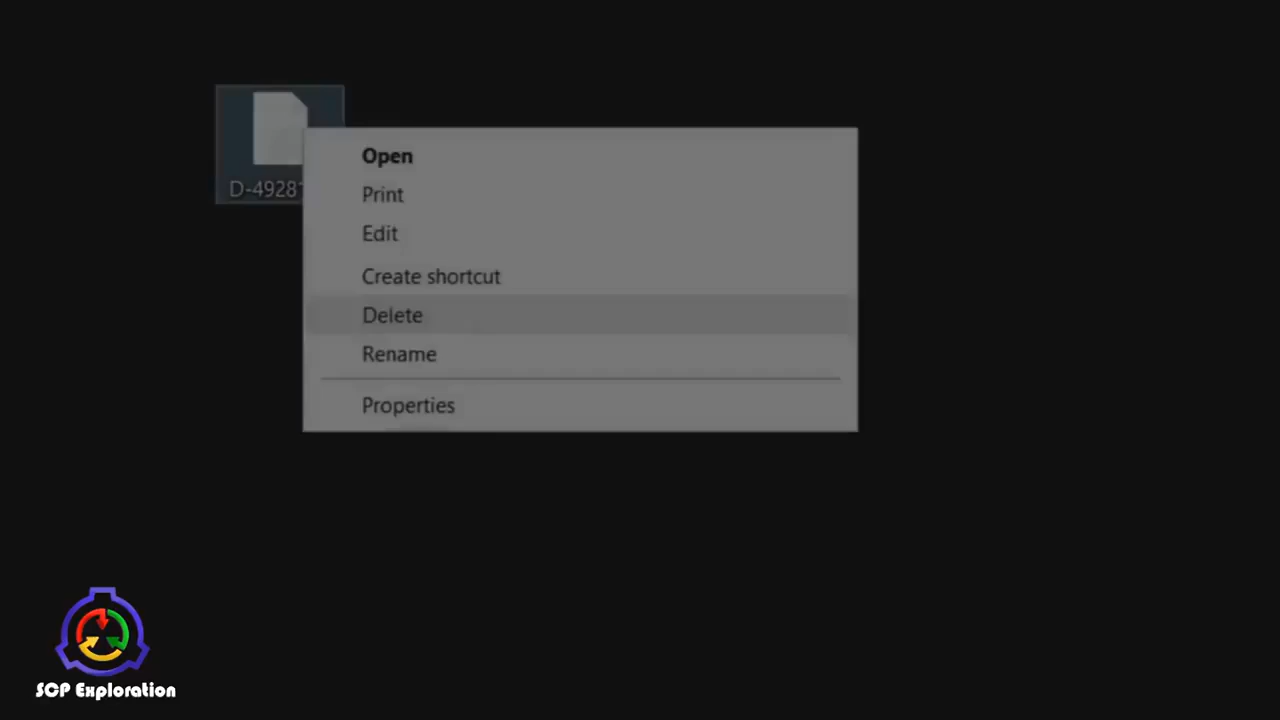 Open
Print
Edit
Create shortcut
Delete
Rename
Properties
D-4928
SCP Exploration